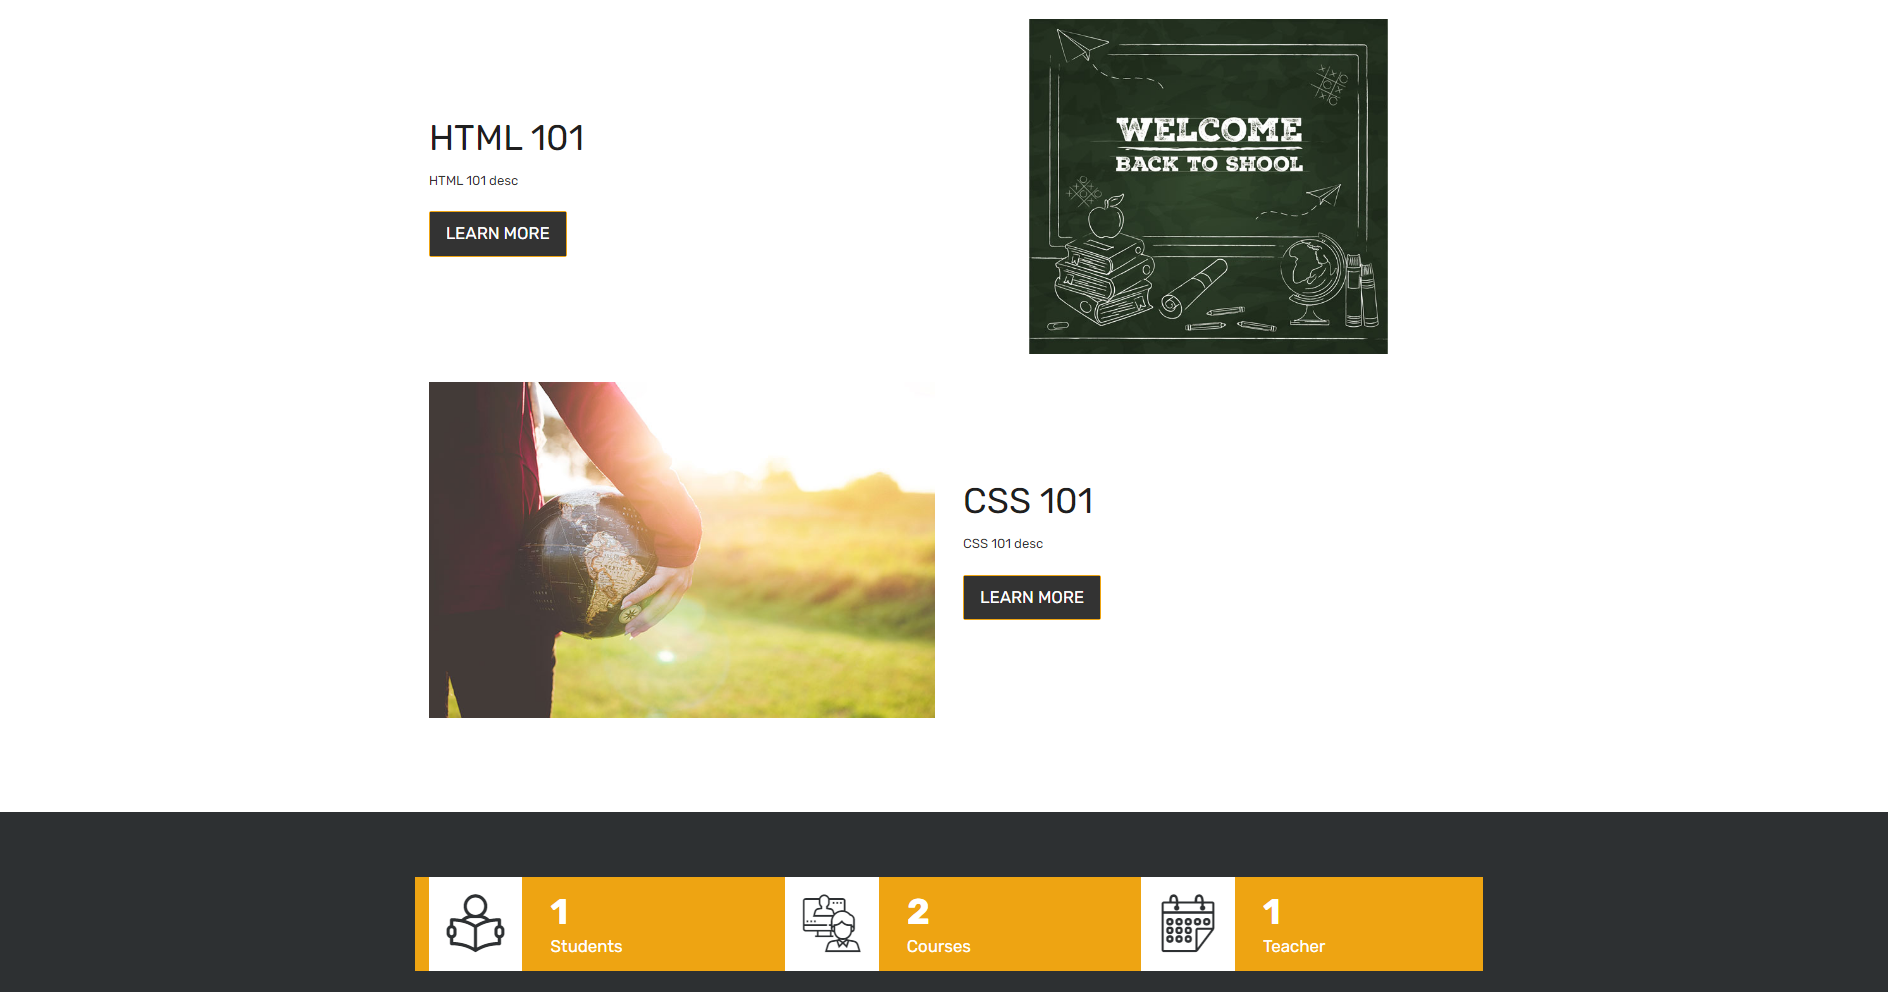 HTML 101
HTML 101 desc
LEARN MORE
WELCOME
BACK TO SHOOL
CSS 101
CSS 101 desc
LEARN MORE
1
Students
2
Courses
1
Teacher